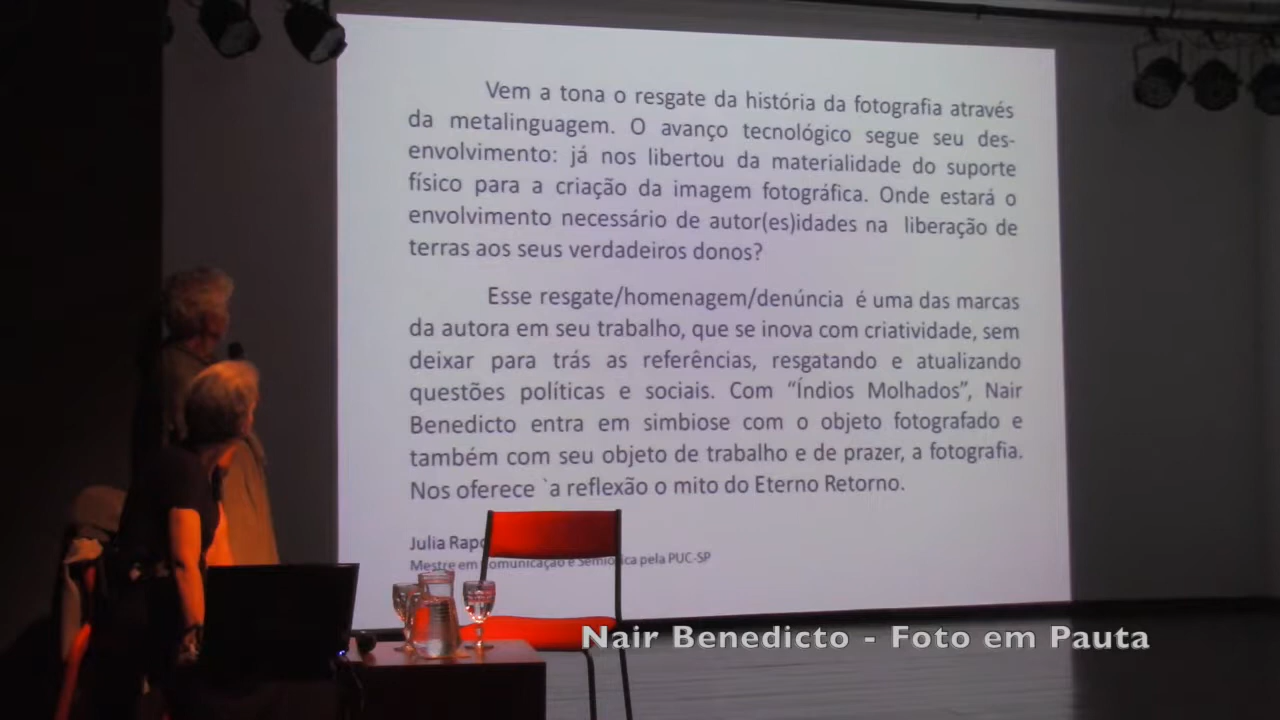 Vem a tona o resgate da história da fotografia através
da metalinguagem. O avanço tecnológico segue seu des-
envolvimento: já nos libertou da materialidade do suporte
físico para a criação da imagem fotográfica. Onde estará o
envolvimento necessário de autor(es)idades na liberação de
terras aos seus verdadeiros donos?
Esse resgate/homenagem/denúncia é uma das marcas
da autora em seu trabalho, que se inova com criatividade, sem
deixar para trás as referências, resgatando e atualizando
questões políticas e sociais. Com “Índios Molhados”, Nair
Benedicto entra em simbiose com o objeto fotografado e
também com seu objeto de trabalho e de prazer, a fotografia.
Nos oferece `a reflexão o mito do Eterno Retorno.
Julia
Mestre em Comunicação e Semiótica pela PUC-SP
Nair Benedicto - Foto em Pauta